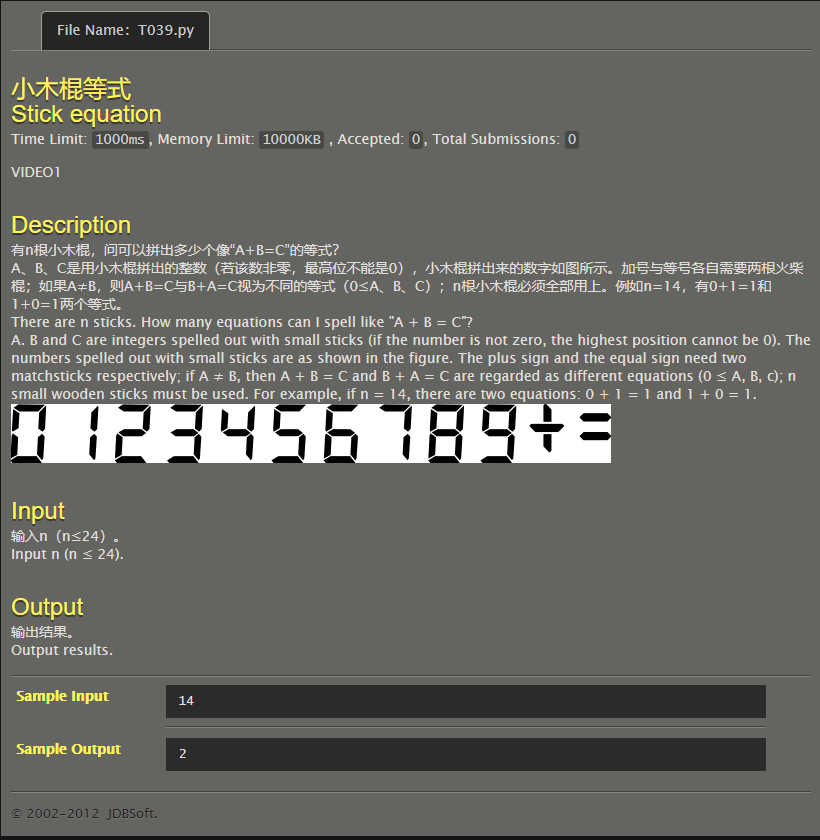 File Name: T039.py
小木棍等式
Stick equation
Time Limit: 1000ms, Memory Limit: 10000KB , Accepted: 0, Total Submissions: 0
VIDEO1
Description
有n根小木棍，问可以拼出多少个像“A+B=C”的等式？
A、B、C是用小木棍拼出的整数（若该数非零，最高位不能是0），小木棍拼出来的数字如图所示。加号与等号各自需要两根火柴
棍；如果A≠B，则A+B=C与B+A=C视为不同的等式（0≤A、B、C）；n根小木棍必须全部用上。例如n=14，有0+1=1和
1+0=1两个等式。
There are n sticks. How many equations can I spell like "A + B = C"?
A. B and C are integers spelled out with small sticks (if the number is not zero, the highest position cannot be 0). The
numbers spelled out with small sticks are as shown in the figure. The plus sign and the equal sign need two
matchsticks respectively; if A ≠ B, then A + B = C and B + A = C are regarded as different equations (0 ≤ A, B, c); n
small wooden sticks must be used. For example, if n = 14, there are two equations: 0 + 1 = 1 and 1 + 0 = 1.
0123456789+=
Input
输入n（n≤24）。
Input n (n ≤ 24).
Output
输出结果。
Output results.
Sample Input
14
Sample Output
2
© 2002-2012 JDBSoft.